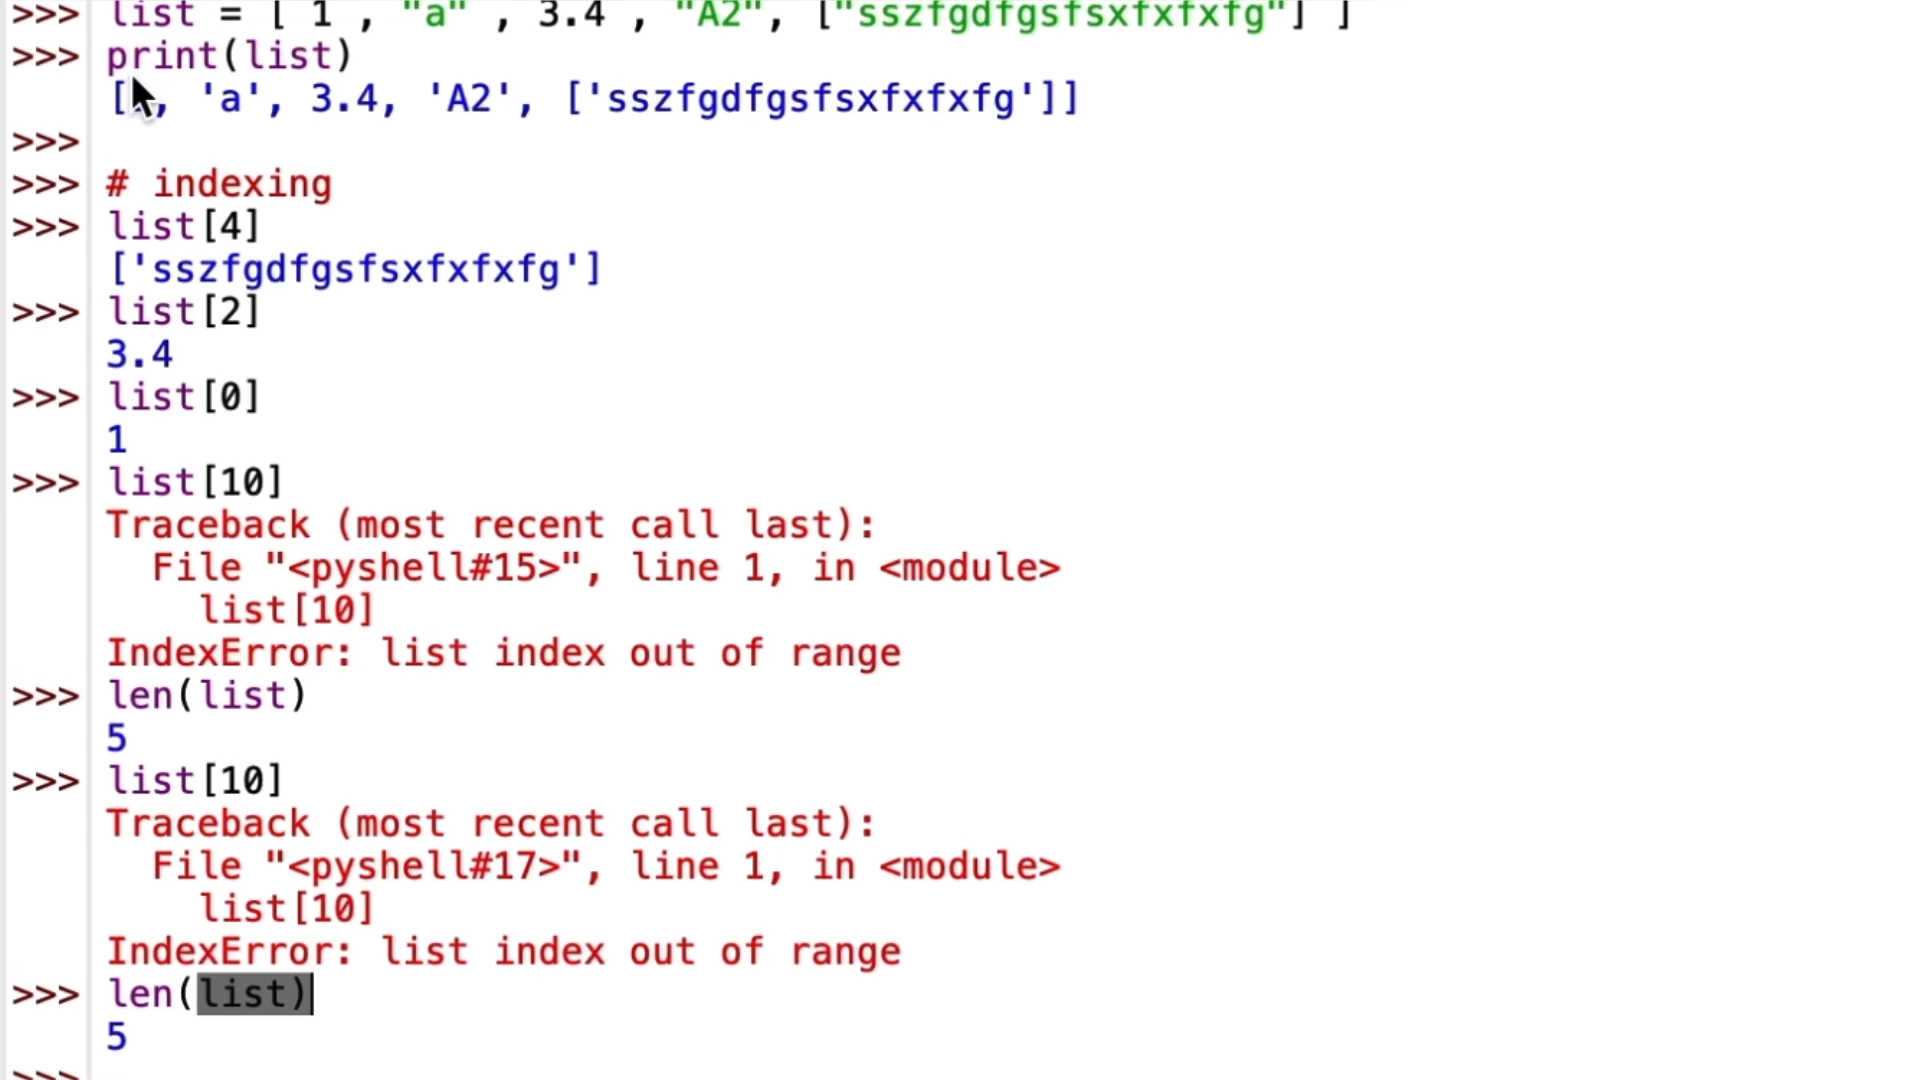 >>> list = [ 1 , "a" , 3.4 , "A2", ["sszfgdfgsfsxfxfxfg"] ]
>>> print(list)
[ , 'a', 3.4, 'A2', ['sszfgdfgsfsxfxfxfg']]
>>>
>>> # indexing
>>> list[4]
['sszfgdfgsfsxfxfxfg']
>>> list[2]
3.4
>>> list[0]
1
>>> list[10]
Traceback (most recent call last):
  File "<pyshell#15>", line 1, in <module>
    list[10]
IndexError: list index out of range
>>> len(list)
5
>>> list[10]
Traceback (most recent call last):
  File "<pyshell#17>", line 1, in <module>
    list[10]
IndexError: list index out of range
>>> len(list)
5
>>>